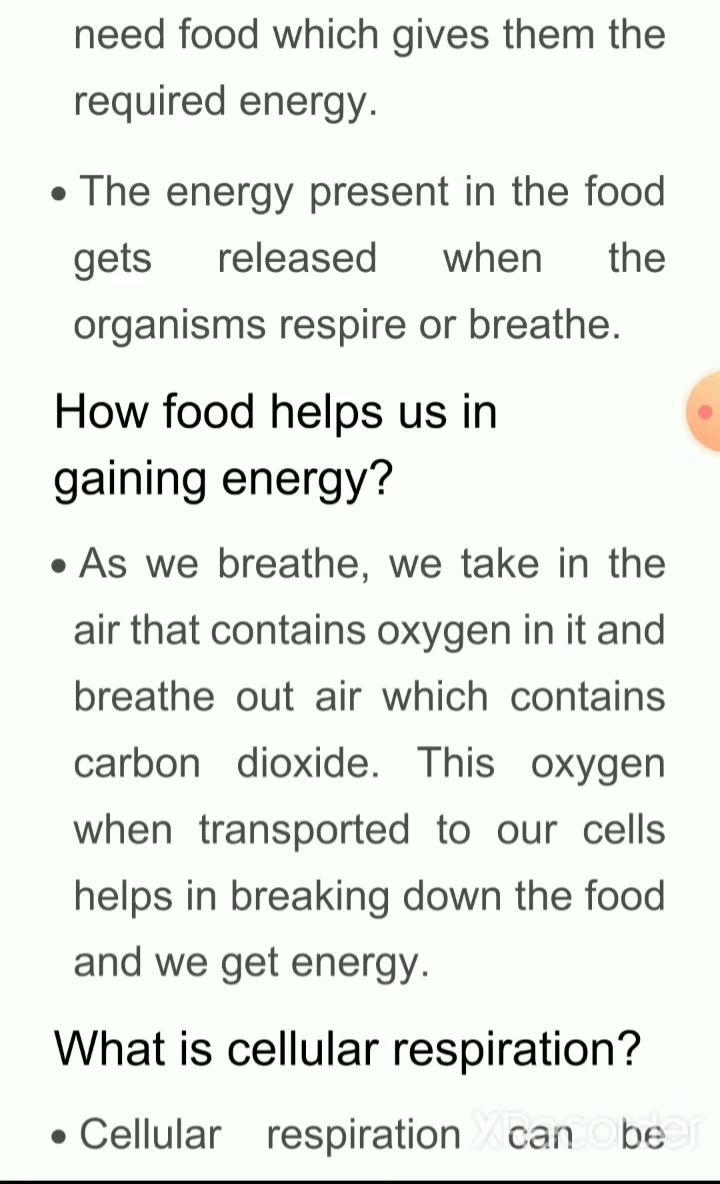 need food which gives them the
required energy.
• The energy present in the food
gets released when the
organisms respire or breathe.
How food helps us in
gaining energy?
• As we breathe, we take in the
air that contains oxygen in it and
breathe out air which contains
carbon dioxide. This oxygen
when transported to our cells
helps in breaking down the food
and we get energy.
What is cellular respiration?
• Cellular respiration can be
XRecorder